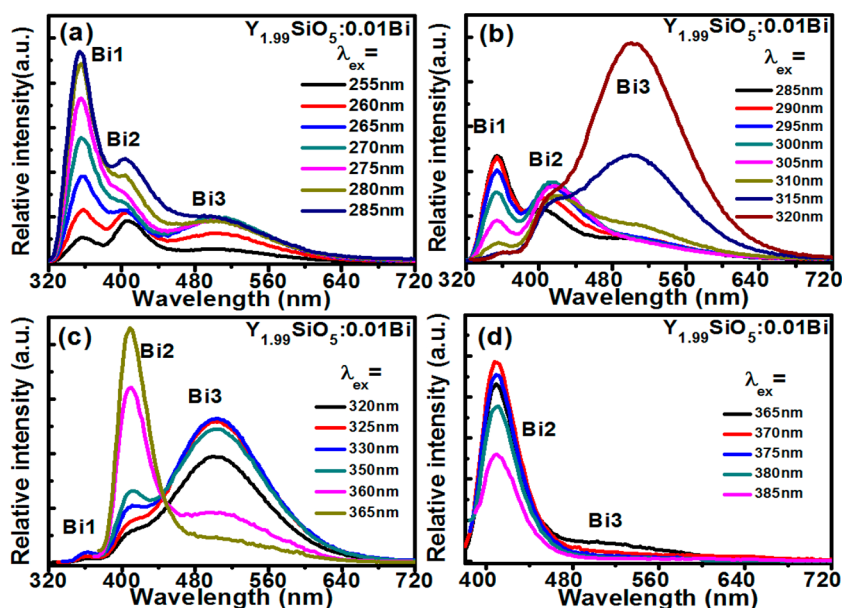 (a)
Y1.99SiO5:0.01Bi
λex=
Bi1
Bi2
Bi3
255nm
260nm
265nm
270nm
275nm
280nm
285nm
Relative intensity(a.u.)
320 400 480 560 640 720
Wavelength (nm)
(b)
Y1.99SiO5:0.01Bi
λex=
Bi1
Bi2
Bi3
285nm
290nm
295nm
300nm
305nm
310nm
315nm
320nm
Relative intensity(a.u.)
320 400 480 560 640 720
Wavelength (nm)
(c)
Y1.99SiO5:0.01Bi
λex=
Bi1
Bi2
Bi3
320nm
325nm
330nm
350nm
360nm
365nm
Relative intensity (a.u.)
320 400 480 560 640 720
Wavelength (nm)
(d)
Y1.99SiO5:0.01Bi
λex=
Bi2
Bi3
365nm
370nm
375nm
380nm
385nm
Relative intensity (a.u.)
400 480 560 640 720
Wavelength (nm)